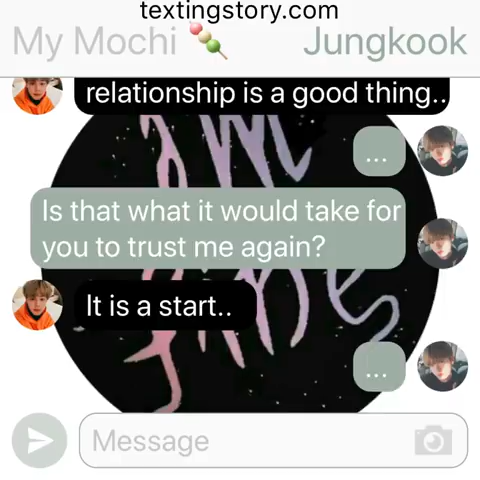 textingstory.com
My Mochi 🍡
Jungkook
relationship is a good thing..
...
Is that what it would take for
you to trust me again?
It is a start..
...
Message